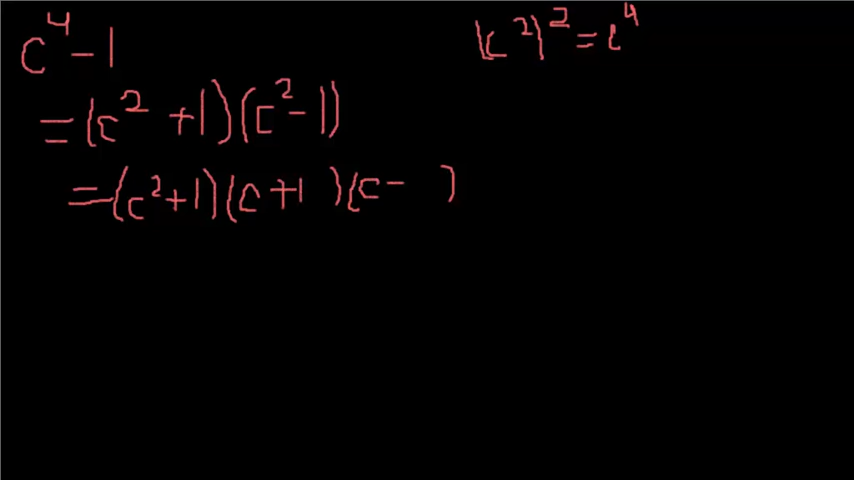 c⁴ - 1
(c²)² = c⁴
= (c² + 1)(c² - 1)
= (c² + 1)(c + 1 )(c - )